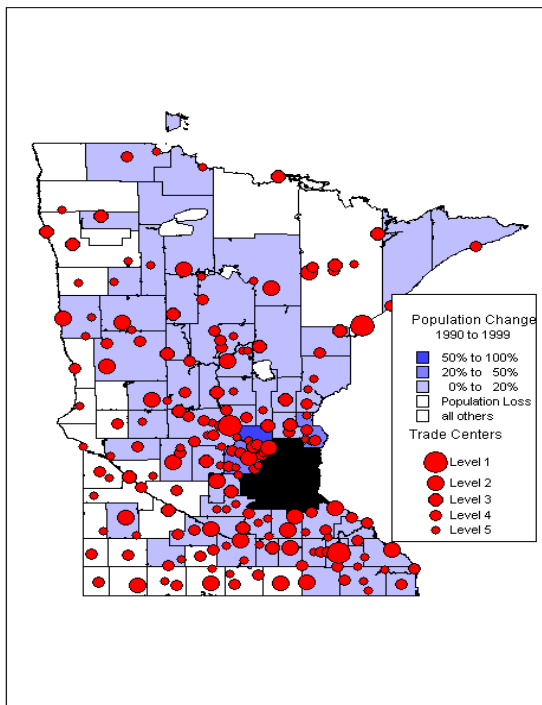 Population Change
1990 to 1999
50% to 100%
20% to 50%
0% to 20%
Population Loss
all others
Trade Centers
Level 1
Level 2
Level 3
Level 4
Level 5